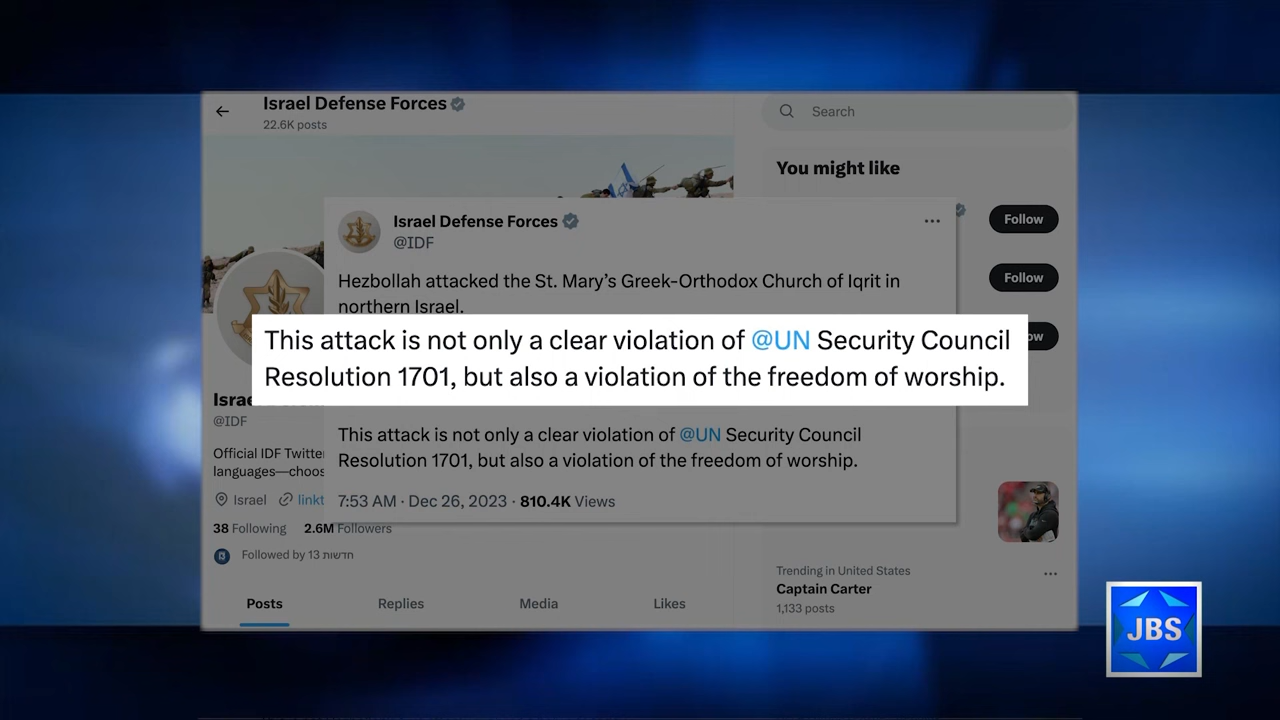 Israel Defense Forces
22.6K posts
Search
You might like
Follow
Follow
ow
Israel Defense Forces
@IDF
Hezbollah attacked the St. Mary's Greek-Orthodox Church of Iqrit in
northern Israel.
This attack is not only a clear violation of @UN Security Council
Resolution 1701, but also a violation of the freedom of worship.
This attack is not only a clear violation of @UN Security Council
Resolution 1701, but also a violation of the freedom of worship.
7:53 AM · Dec 26, 2023 · 810.4K Views
Isra
@IDF
Official IDF Twitte
languages—choos
Israel linkt
38 Following 2.6M Followers
Followed by 13 חדשות
Posts Replies Media Likes
Trending in United States
Captain Carter
1,133 posts
JBS